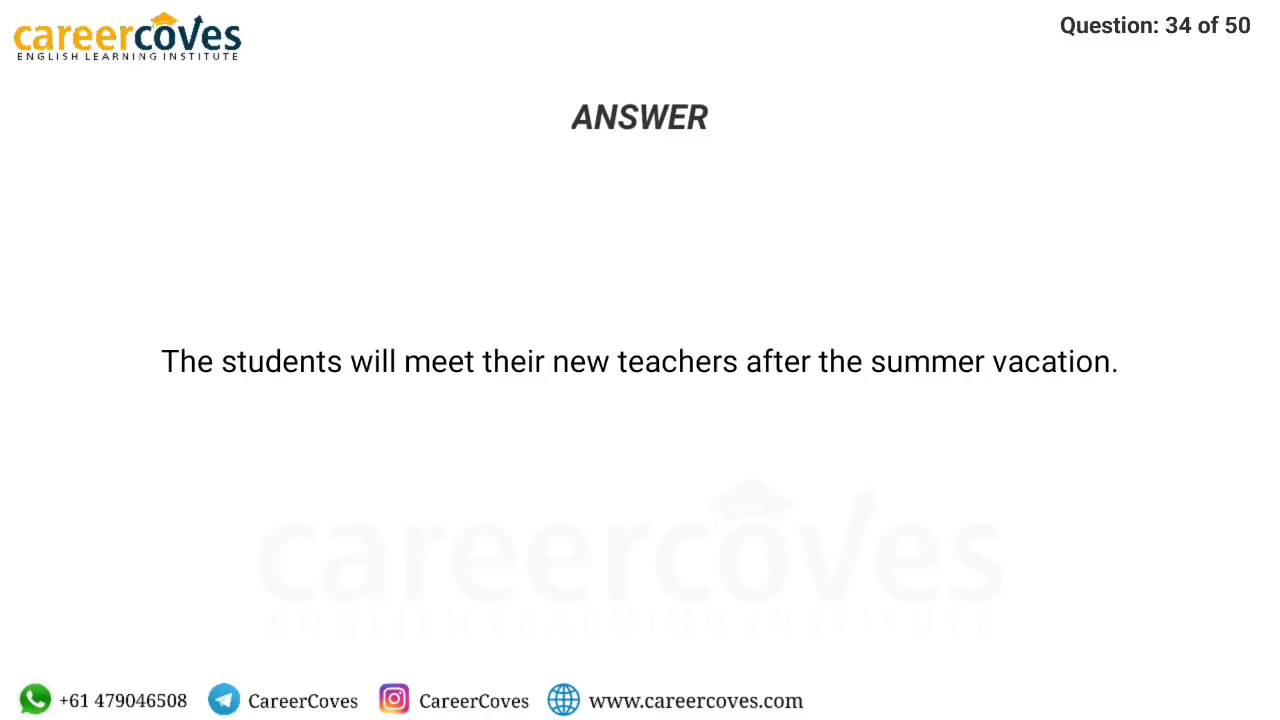 careercoves
ENGLISH LEARNING INSTITUTE
Question: 34 of 50
ANSWER
The students will meet their new teachers after the summer vacation.
careercoves
ENGLISH LEARNING INSTITUTE
+61 479046508 CareerCoves CareerCoves www.careercoves.com